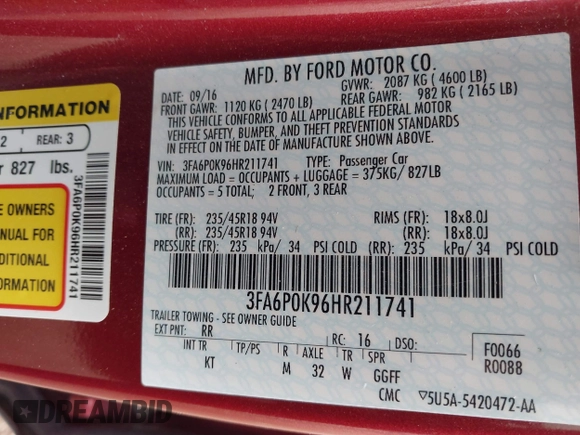 NFORMATION
2 REAR: 3
r 827 lbs.
E OWNERS
NUAL FOR
DITIONAL
ORMATION
3FA6P0K96HR211741
MFD. BY FORD MOTOR CO.
DATE: 09/16 GVWR: 2087 KG ( 4600 LB)
FRONT GAWR: 1120 KG ( 2470 LB) REAR GAWR: 982 KG ( 2165 LB)
THIS VEHICLE CONFORMS TO ALL APPLICABLE FEDERAL MOTOR
VEHICLE SAFETY, BUMPER, AND THEFT PREVENTION STANDARDS
IN EFFECT ON THE DATE OF MANUFACTURE SHOWN ABOVE.
VIN: 3FA6P0K96HR211741 TYPE: Passenger Car
MAXIMUM LOAD = OCCUPANTS + LUGGAGE = 375KG/ 827LB
OCCUPANTS = 5 TOTAL; 2 FRONT, 3 REAR
TIRE (FR): 235/45R18 94V RIMS (FR): 18x8.0J
(RR): 235/45R18 94V (RR): 18x8.0J
PRESSURE (FR): 235 kPa/ 34 PSI COLD (RR): 235 kPa/ 34 PSI COLD
3FA6P0K96HR211741
TRAILER TOWING - SEE OWNER GUIDE
EXT PNT: RR RC: 16 DSO: F0066
R0088
INT TR TP/PS R AXLE TR SPR
KT M 32 W GGFF
CMC ▽5U5A-5420472-AA
DREAMBID